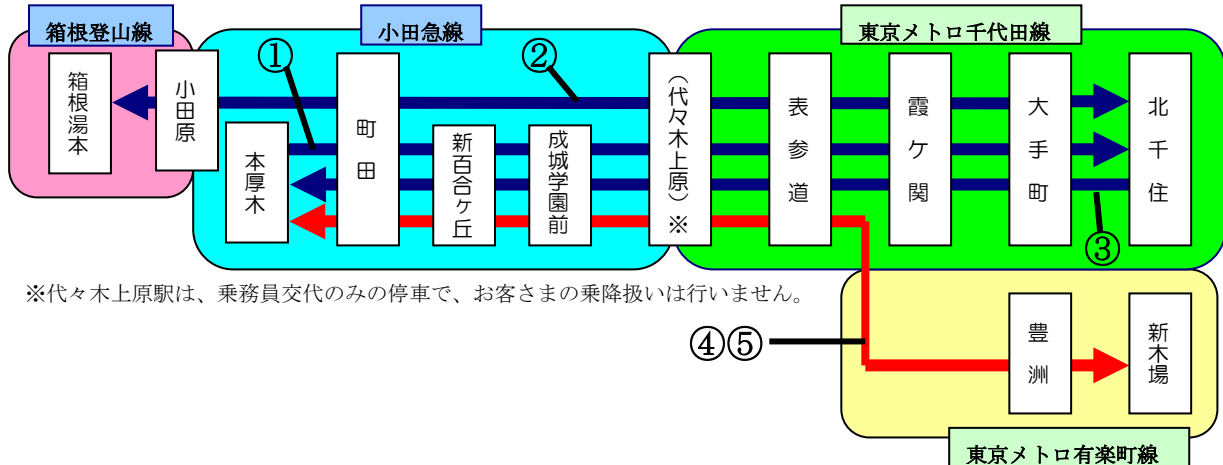 箱根登山線
小田急線
東京メトロ千代田線
①
②
箱根湯本
小田原
本厚木
町田
新百合ヶ丘
成城学園前
（代々木上原）※
表参道
霞ケ関
大手町
北千住
③
※代々木上原駅は、乗務員交代のみの停車で、お客さまの乗降扱いは行いません。
④⑤
豊洲
新木場
東京メトロ有楽町線